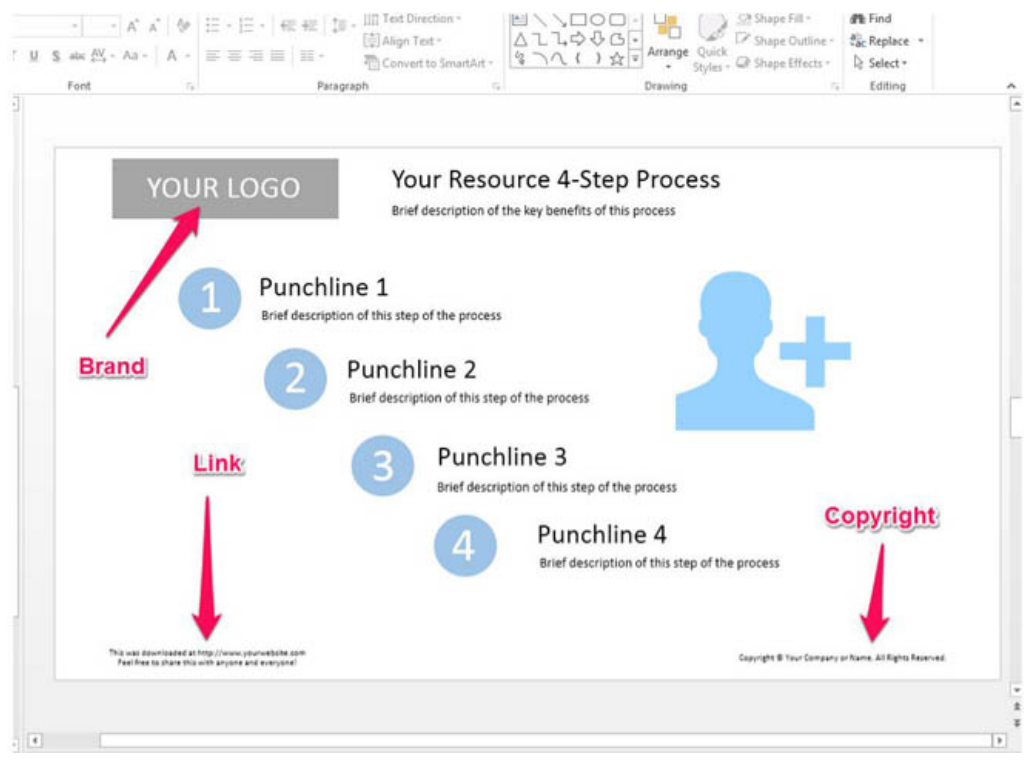 Text Direction
Shape Fill
Find
Align Text
Shape Outline
Replace
U S abc AV Aa A
Convert to SmartArt
Arrange
Quick Styles
Shape Effects
Select
Font
Paragraph
Drawing
Editing
YOUR LOGO
Your Resource 4-Step Process
Brief description of the key benefits of this process
1
Punchline 1
Brief description of this step of the process
Brand
2
Punchline 2
Brief description of this step of the process
Link
3
Punchline 3
Brief description of this step of the process
Copyright
4
Punchline 4
Brief description of this step of the process
This was downloaded at http://www.yourwebsite.com
Feel free to share this with anyone and everyone!
Copyright © Your Company or Name. All Rights Reserved.